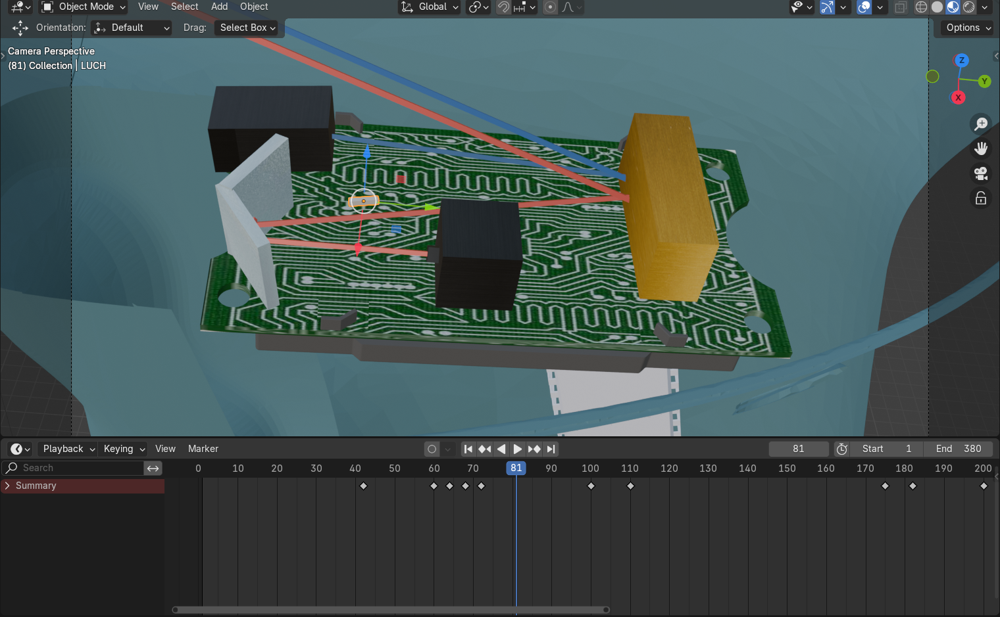 Object Mode View Select Add Object Global
Orientation: Default Drag: Select Box Options
Camera Perspective
(81) Collection | LUCH
Z
Y
X
Playback Keying View Marker 81 Start 1 End 380
Search 0 10 20 30 40 50 60 70 81 90 100 110 120 130 140 150 160 170 180 190 200
Summary